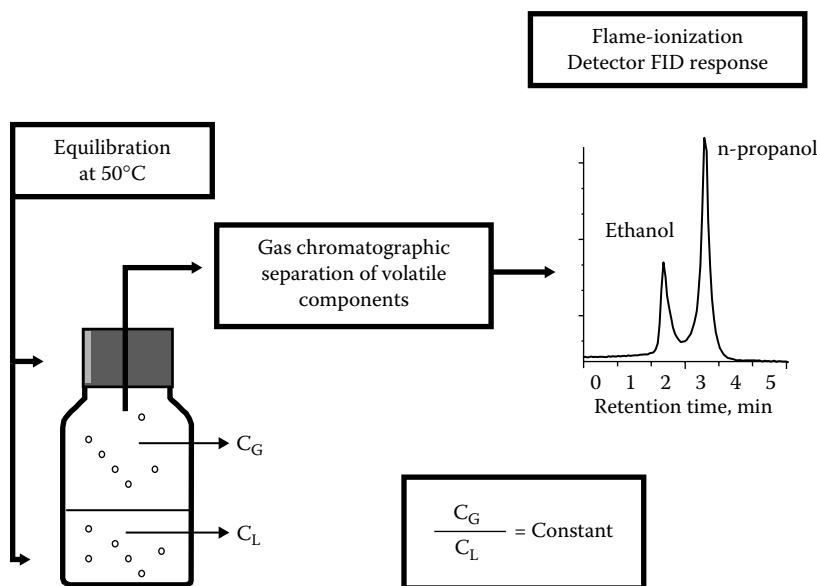 Flame-ionization
Detector FID response
Equilibration
at 50°C
n-propanol
Ethanol
Gas chromatographic
separation of volatile
components
0 1 2 3 4 5
Retention time, min
C_G
C_L
C_G
C_L
= Constant